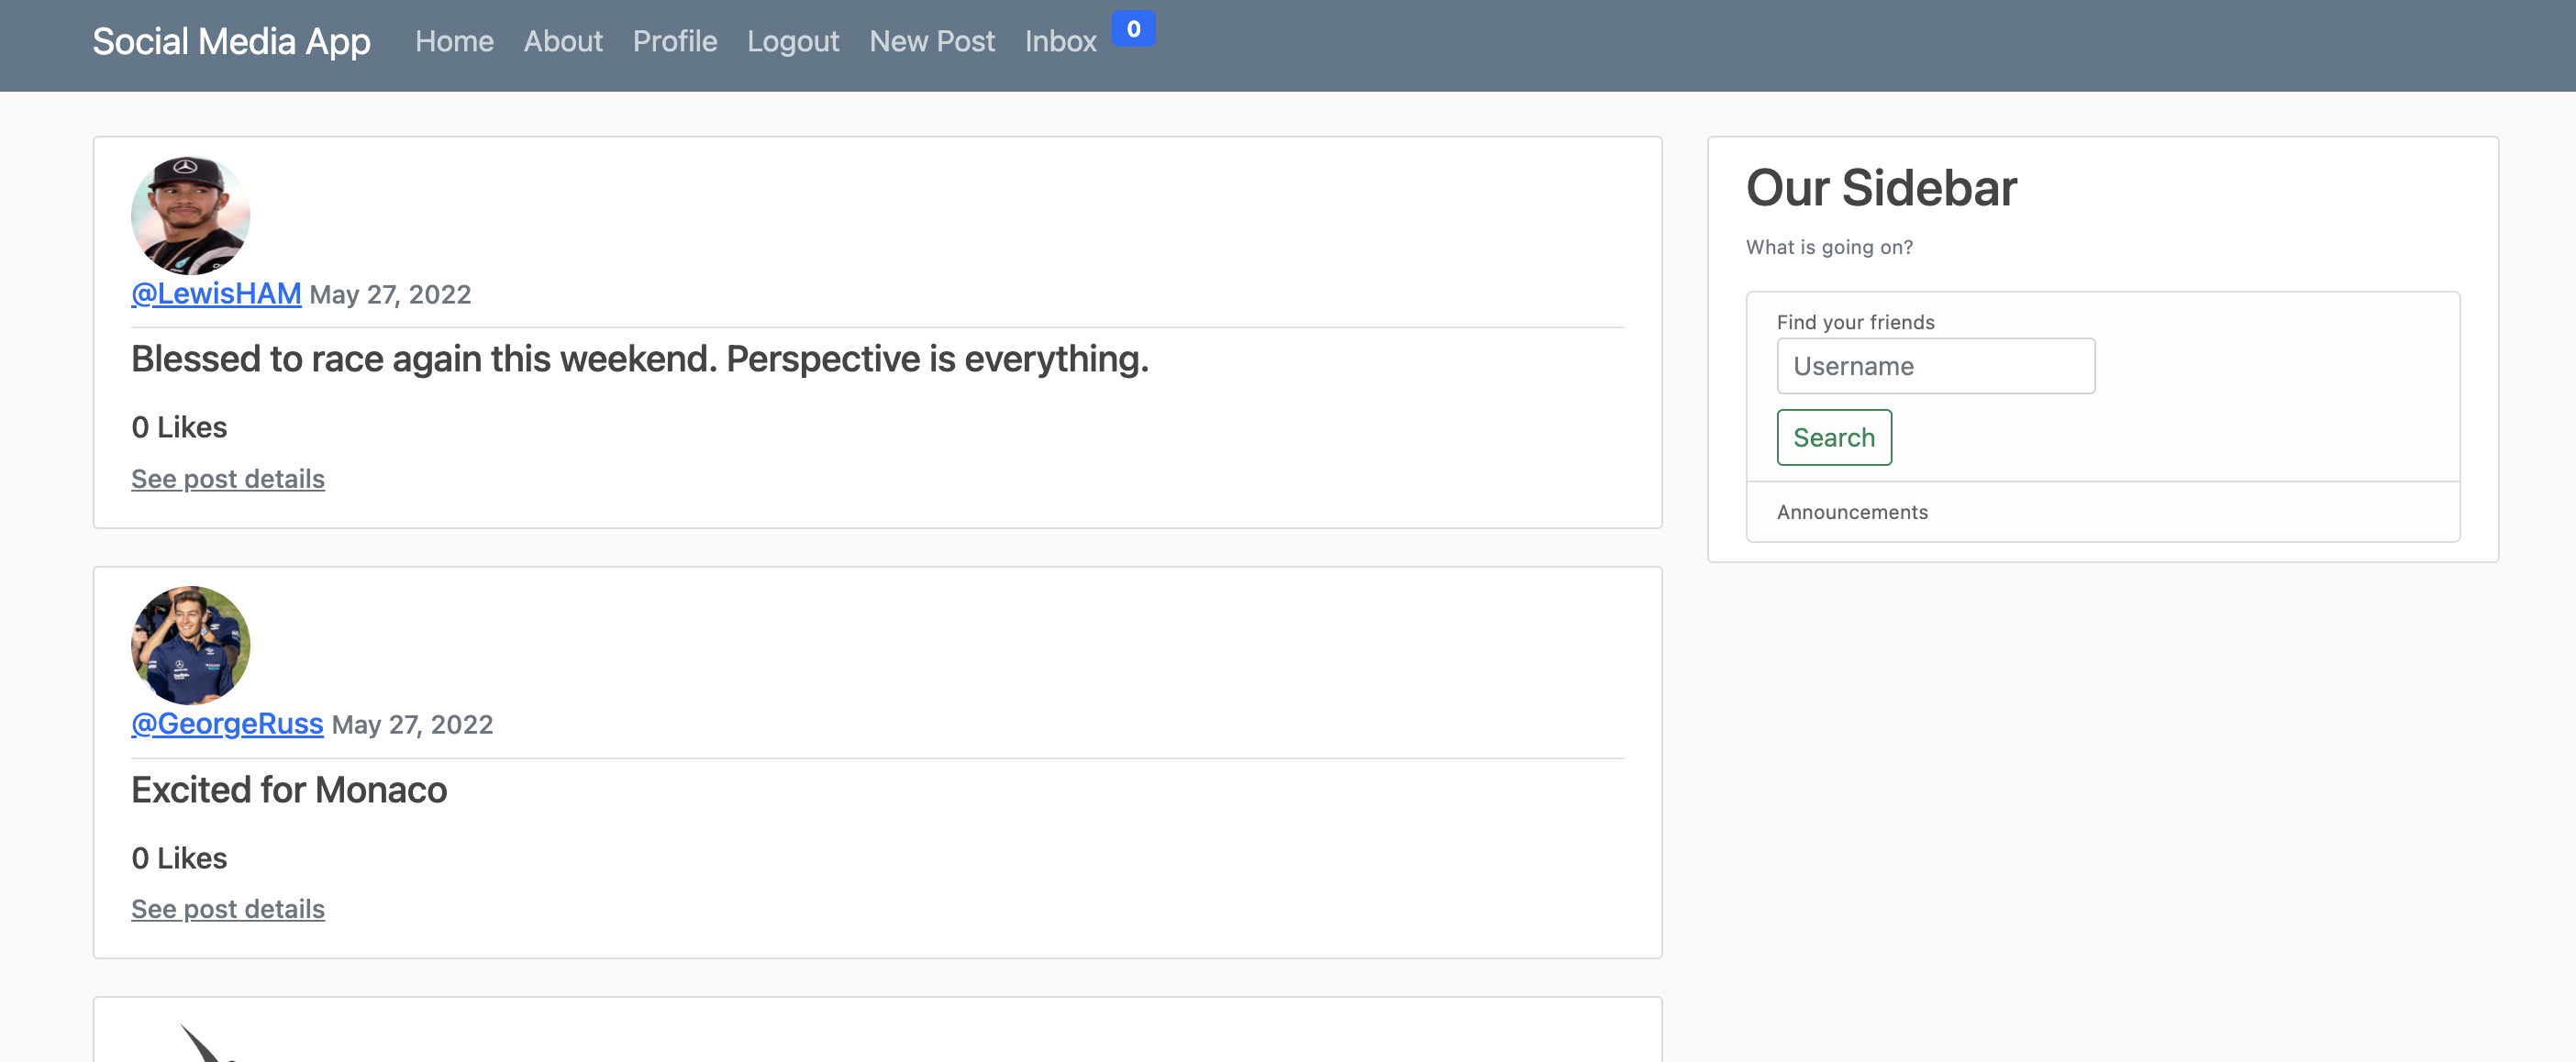 Social Media App Home About Profile Logout New Post Inbox 0
@LewisHAM May 27, 2022
Blessed to race again this weekend. Perspective is everything.
0 Likes
See post details
@GeorgeRuss May 27, 2022
Excited for Monaco
0 Likes
See post details
Our Sidebar
What is going on?
Find your friends
Username
Search
Announcements